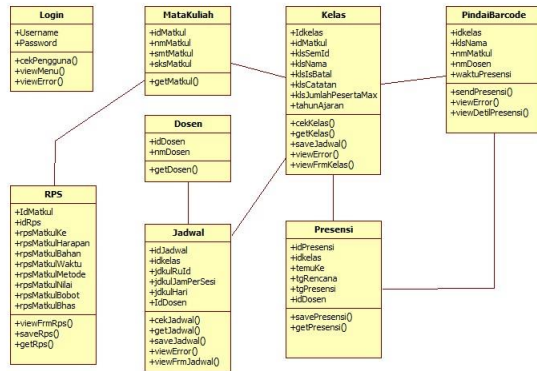 Login
+Username
+Password
+cekPengguna()
+viewMenu()
+viewError()
MataKuliah
+idMatkul
+nmMatkul
+smtMatkul
+sksMatkul
+getMatkul()
Kelas
+Idkelas
+idMatkul
+klsSemId
+klsNama
+klsIsBatal
+klsCatatan
+klsJumlahPesertaMax
+tahunAjaran
+cekKelas()
+getKelas()
+saveJadwal()
+viewError()
+viewFrmKelas()
PindaiBarcode
+idkelas
+klsNama
+nmMatkul
+nmDosen
+waktuPresensi
+sendPresensi()
+viewError()
+viewDetilPresensi()
Dosen
+idDosen
+nmDosen
+getDosen()
RPS
+IdMatkul
+idRps
+rpsMatkulKe
+rpsMatkulHarapan
+rpsMatkulBahan
+rpsMatkulWaktu
+rpsMatkulMetode
+rpsMatkulNilai
+rpsMatkulBobot
+rpsMatkulBhas
+viewFrmRps()
+saveRps()
+getRps()
Jadwal
+idJadwal
+idkelas
+jdkulRuId
+jdkulJamPerSesi
+jdkulHari
+IdDosen
+cekJadwal()
+getJadwal()
+saveJadwal()
+viewError()
+viewFrmJadwal()
Presensi
+idPresensi
+idkelas
+temuKe
+tgRencana
+tgPresensi
+idDosen
+savePresensi()
+getPresensi()